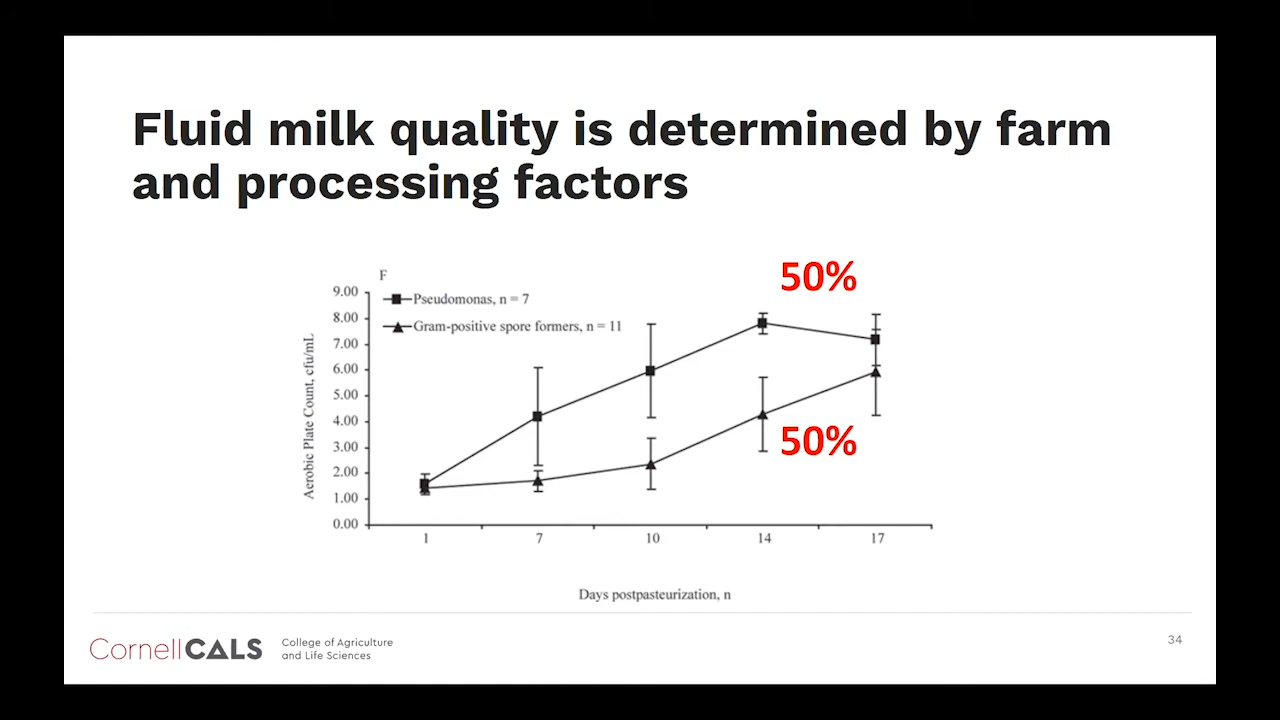 Fluid milk quality is determined by farm
and processing factors
F
50%
9.00
Pseudomonas, n = 7
8.00
Gram-positive spore formers, n = 11
7.00
6.00
5.00
4.00
50%
3.00
2.00
1.00
0.00
Aerobic Plate Count, cfu/mL
1 7 10 14 17
Days postpasteurization, n
CornellCALS
College of Agriculture
and Life Sciences
34